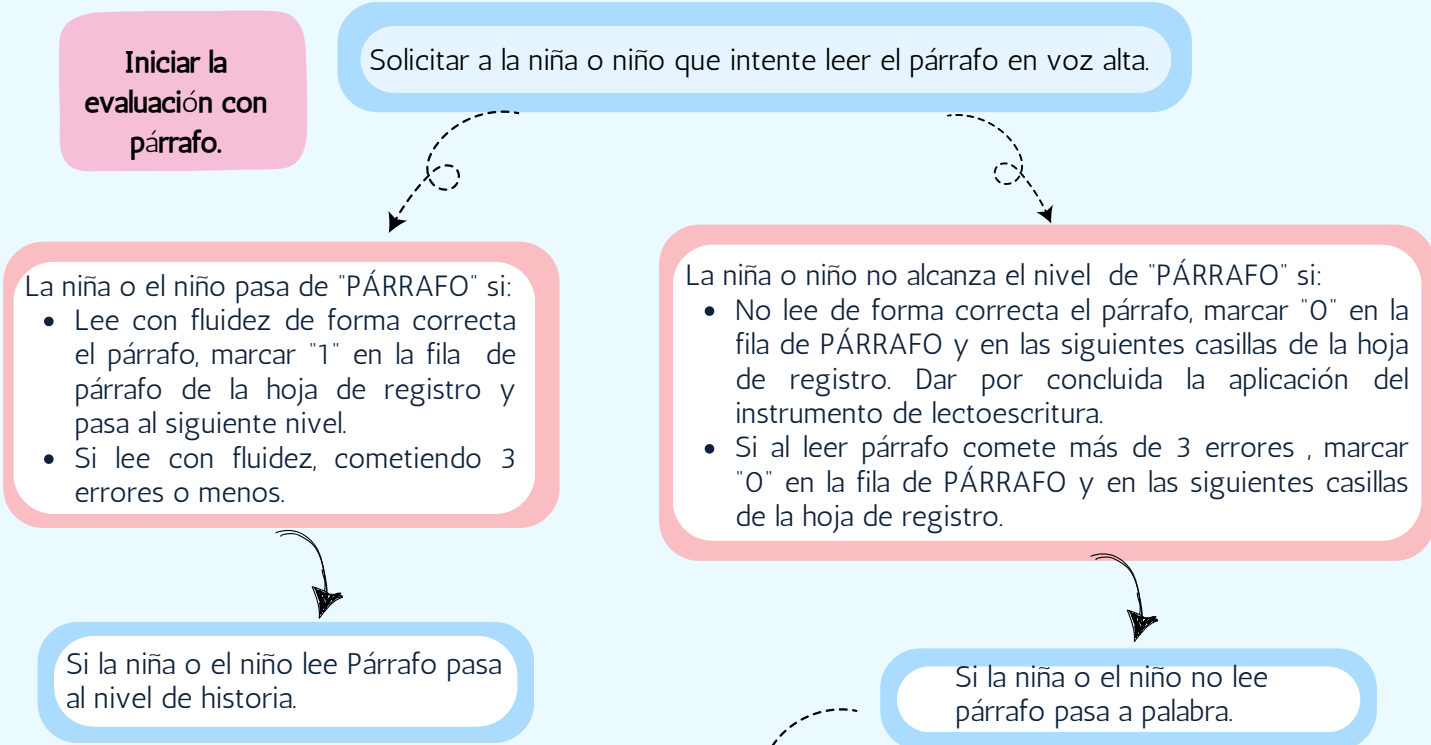 Iniciar la
evaluación con
párrafo.
Solicitar a la niña o niño que intente leer el párrafo en voz alta.
La niña o el niño pasa de "PÁRRAFO" si:
• Lee con fluidez de forma correcta
el párrafo, marcar "1" en la fila de
párrafo de la hoja de registro y
pasa al siguiente nivel.
• Si lee con fluidez, cometiendo 3
errores o menos.
La niña o niño no alcanza el nivel de "PÁRRAFO" si:
• No lee de forma correcta el párrafo, marcar "0" en la
fila de PÁRRAFO y en las siguientes casillas de la hoja
de registro. Dar por concluida la aplicación del
instrumento de lectoescritura.
• Si al leer párrafo comete más de 3 errores , marcar
"0" en la fila de PÁRRAFO y en las siguientes casillas
de la hoja de registro.
Si la niña o el niño lee Párrafo pasa
al nivel de historia.
Si la niña o el niño no lee
párrafo pasa a palabra.